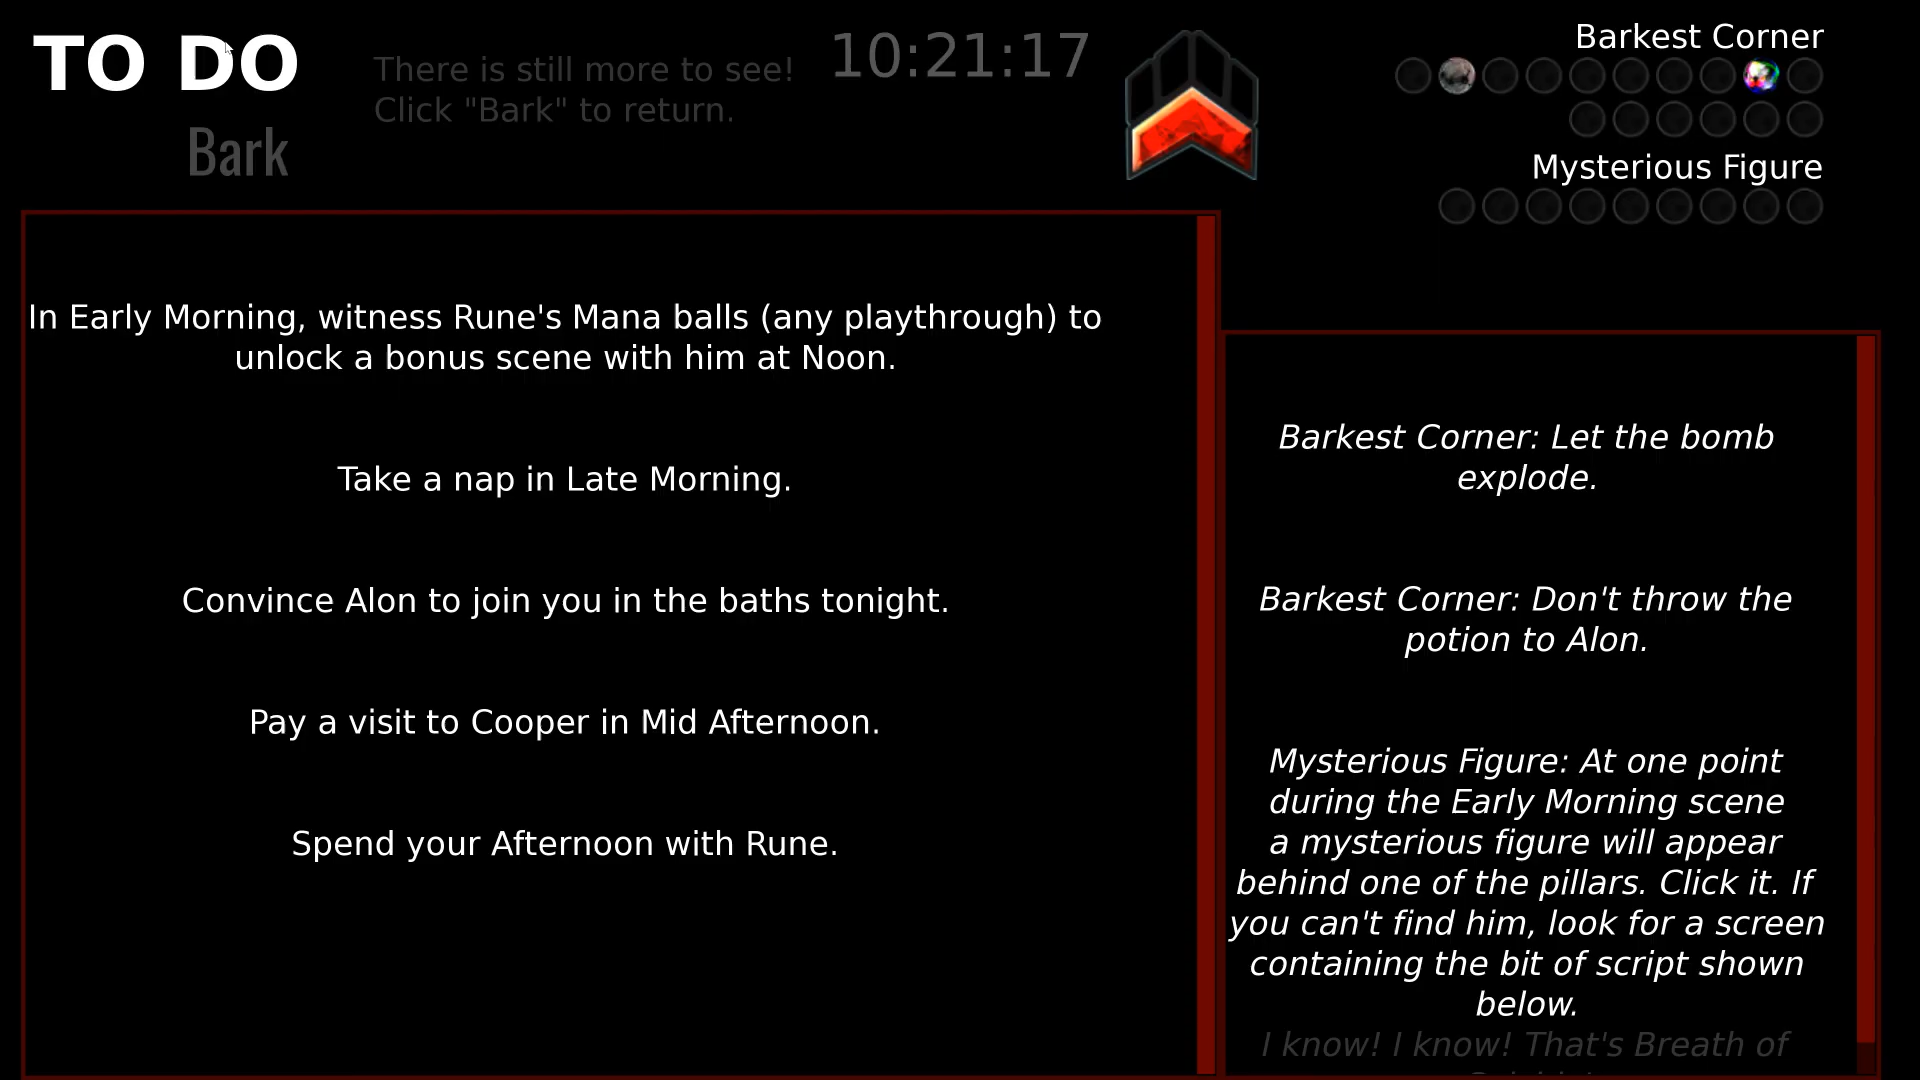 TO DO
There is still more to see!
Click "Bark" to return.
Bark
10:21:17
Barkest Corner
Mysterious Figure
In Early Morning, witness Rune's Mana balls (any playthrough) to
unlock a bonus scene with him at Noon.
Take a nap in Late Morning.
Convince Alon to join you in the baths tonight.
Pay a visit to Cooper in Mid Afternoon.
Spend your Afternoon with Rune.
Barkest Corner: Let the bomb
explode.
Barkest Corner: Don't throw the
potion to Alon.
Mysterious Figure: At one point
during the Early Morning scene
a mysterious figure will appear
behind one of the pillars. Click it. If
you can't find him, look for a screen
containing the bit of script shown
below.
I know! I know! That's Breath of